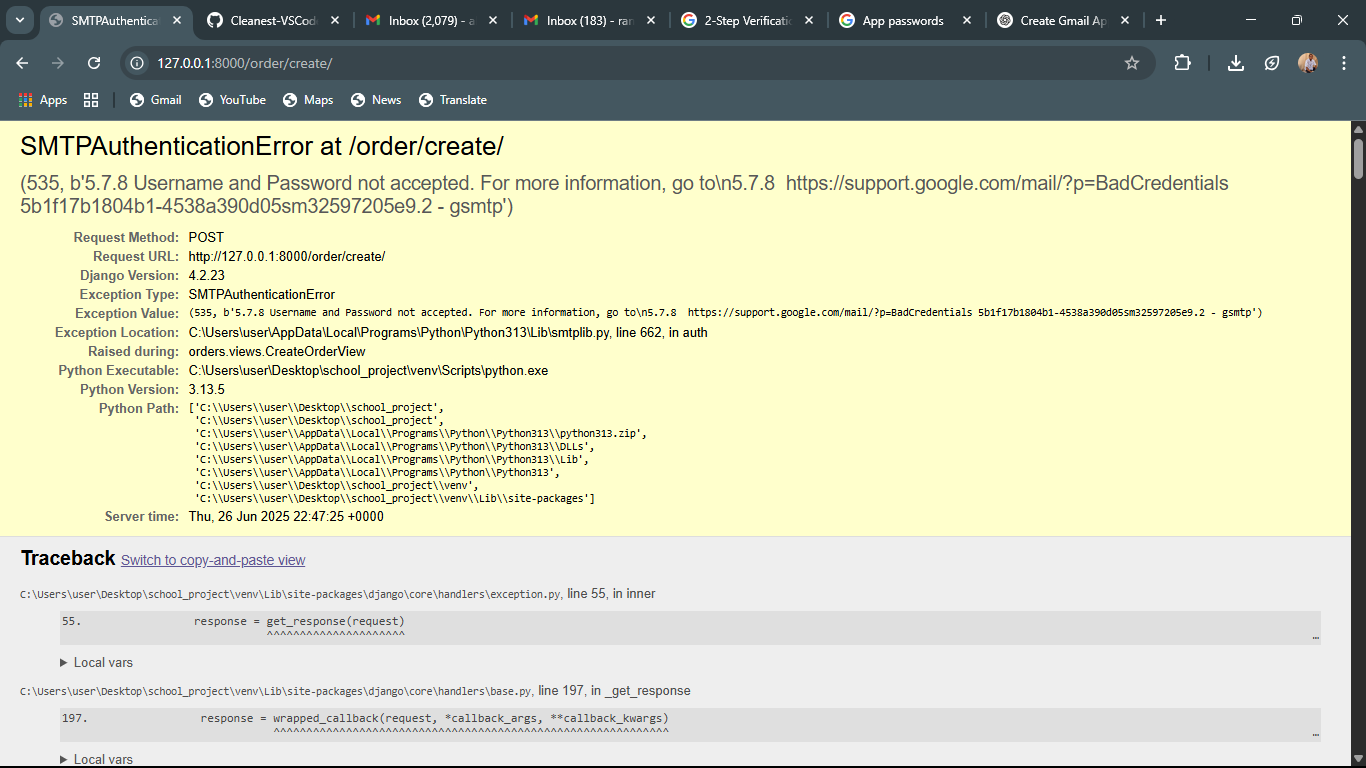 SMTPAuthenticat
Cleanest-VSCod
Inbox (2,079) - a
Inbox (183) - ran
2-Step Verificatio
App passwords
Create Gmail Ap
127.0.0.1:8000/order/create/
Apps
Gmail
YouTube
Maps
News
Translate
SMTPAuthenticationError at /order/create/
(535, b'5.7.8 Username and Password not accepted. For more information, go to\n5.7.8  https://support.google.com/mail/?p=BadCredentials
5b1f17b1804b1-4538a390d05sm32597205e9.2 - gsmtp')
Request Method: POST
Request URL: http://127.0.0.1:8000/order/create/
Django Version: 4.2.23
Exception Type: SMTPAuthenticationError
Exception Value: (535, b'5.7.8 Username and Password not accepted. For more information, go to\n5.7.8  https://support.google.com/mail/?p=BadCredentials 5b1f17b1804b1-4538a390d05sm32597205e9.2 - gsmtp')
Exception Location: C:\Users\user\AppData\Local\Programs\Python\Python313\Lib\smtplib.py, line 662, in auth
Raised during: orders.views.CreateOrderView
Python Executable: C:\Users\user\Desktop\school_project\venv\Scripts\python.exe
Python Version: 3.13.5
Python Path: ['C:\\Users\\user\\Desktop\\school_project',
'C:\\Users\\user\\Desktop\\school_project',
'C:\\Users\\user\\AppData\\Local\\Programs\\Python\\Python313\\python313.zip',
'C:\\Users\\user\\AppData\\Local\\Programs\\Python\\Python313\\DLLs',
'C:\\Users\\user\\AppData\\Local\\Programs\\Python\\Python313\\Lib',
'C:\\Users\\user\\AppData\\Local\\Programs\\Python\\Python313',
'C:\\Users\\user\\Desktop\\school_project\\venv',
'C:\\Users\\user\\Desktop\\school_project\\venv\\Lib\\site-packages']
Server time: Thu, 26 Jun 2025 22:47:25 +0000
Traceback Switch to copy-and-paste view
C:\Users\user\Desktop\school_project\venv\Lib\site-packages\django\core\handlers\exception.py, line 55, in inner
55. response = get_response(request)
^^^^^^^^^^^^^^^^^^^^^
…
Local vars
C:\Users\user\Desktop\school_project\venv\Lib\site-packages\django\core\handlers\base.py, line 197, in _get_response
197. response = wrapped_callback(request, *callback_args, **callback_kwargs)
^^^^^^^^^^^^^^^^^^^^^^^^^^^^^^^^^^^^^^^^^^^^^^^^^^^^^^^^^^^^
…
Local vars